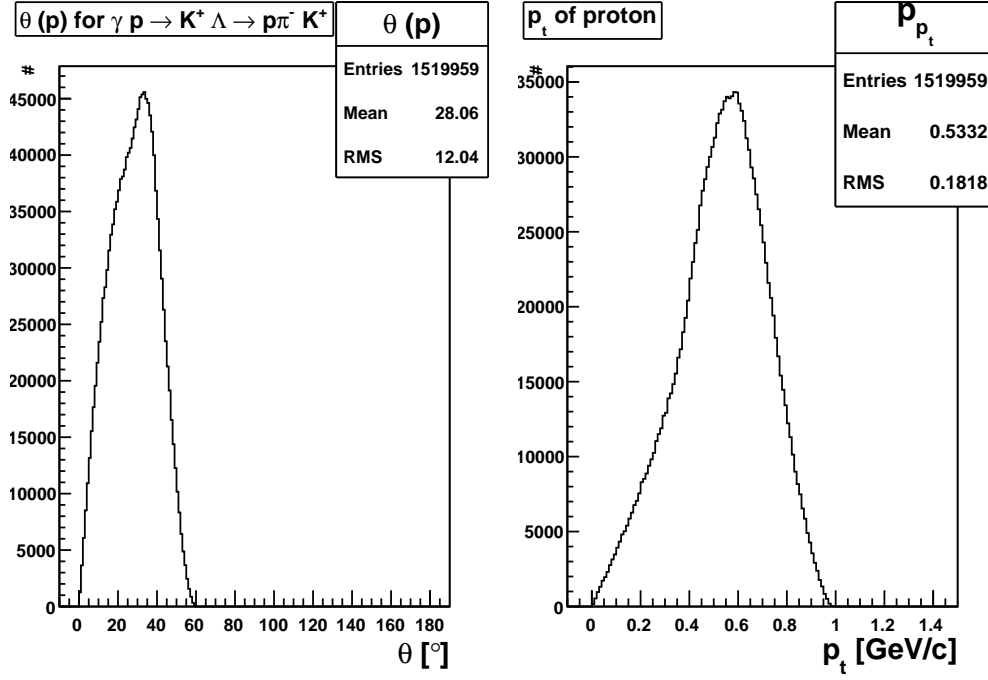 θ (p) for γ p → K⁺ Λ → pπ⁻ K⁺
θ (p)
Entries 1519959
Mean 28.06
RMS 12.04
#
45000
40000
35000
30000
25000
20000
15000
10000
5000
0
0 20 40 60 80 100 120 140 160 180
θ [°]
p_t of proton
p_{p_t}
Entries 1519959
Mean 0.5332
RMS 0.1818
#
35000
30000
25000
20000
15000
10000
5000
0
0 0.2 0.4 0.6 0.8 1 1.2 1.4
p_t [GeV/c]